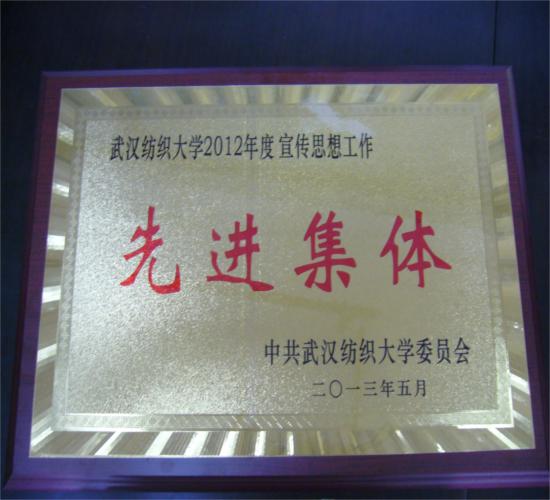 武汉纺织大学2012年度宣传思想工作
先进集体
中共武汉纺织大学委员会
二〇一三年五月